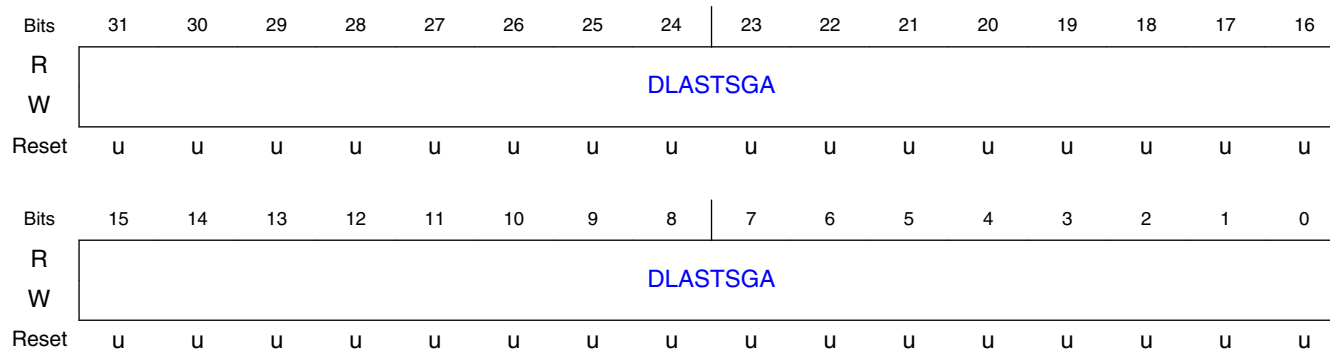 Bits 31 30 29 28 27 26 25 24 23 22 21 20 19 18 17 16
R
DLASTSGA
W
Reset u u u u u u u u u u u u u u u u
Bits 15 14 13 12 11 10 9 8 7 6 5 4 3 2 1 0
R
DLASTSGA
W
Reset u u u u u u u u u u u u u u u u